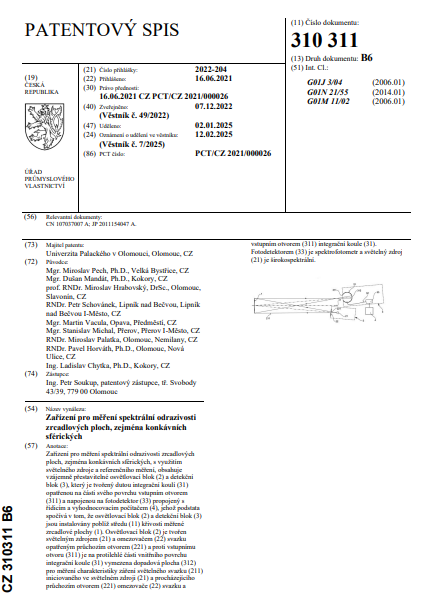 PATENTOVÝ SPIS
(11) Číslo dokumentu:
310 311
(13) Druh dokumentu: B6
(51) Int. Cl.:
G01J 3/04 (2006.01)
G01N 21/55 (2014.01)
G01M 11/02 (2006.01)
(19)
ČESKÁ
REPUBLIKA
ÚŘAD
PRŮMYSLOVÉHO
VLASTNICTVÍ
(21) Číslo přihlášky: 2022-204
(22) Přihlášeno: 16.06.2021
(30) Právo přednosti:
16.06.2021 CZ PCT/CZ 2021/000026
(40) Zveřejněno: 07.12.2022
(Věstník č. 49/2022)
(47) Uděleno: 02.01.2025
(24) Oznámení o udělení ve věstníku: 12.02.2025
(Věstník č. 7/2025)
(86) PCT číslo: PCT/CZ 2021/000026
(56) Relevantní dokumenty:
CN 107037007 A; JP 2011154047 A.
(73) Majitel patentu:
Univerzita Palackého v Olomouci, Olomouc, CZ
(72) Původce:
Mgr. Miroslav Pech, Ph.D., Velká Bystřice, CZ
Mgr. Dušan Mandát, Ph.D., Kokory, CZ
prof. RNDr. Miroslav Hrabovský, DrSc., Olomouc,
Slavonín, CZ
RNDr. Petr Schovánek, Lipník nad Bečvou, Lipník
nad Bečvou I-Město, CZ
Mgr. Martin Vacula, Opava, Předměstí, CZ
Mgr. Stanislav Michal, Přerov, Přerov I-Město, CZ
RNDr. Miroslav Palatka, Olomouc, Nemilany, CZ
RNDr. Pavel Horváth, Ph.D., Olomouc, Nová
Ulice, CZ
Ing. Ladislav Chytka, Ph.D., Kokory, CZ
(74) Zástupce:
Ing. Petr Soukup, patentový zástupce, tř. Svobody
43/39, 779 00 Olomouc
(54) Název vynálezu:
Zařízení pro měření spektrální odrazivosti
zrcadlových ploch, zejména konkávních
sférických
(57) Anotace:
Zařízení pro měření spektrální odrazivosti zrcadlových
ploch, zejména konkávních sférických, s využitím
světelného zdroje a referenčního měření, obsahuje
vzájemně přestavitelné osvětlovací blok (2) a detekční
blok (3), který je tvořený dutou integrační koulí (31)
opatřenou na části svého povrchu vstupním otvorem
(311) a napojenou na fotodetektor (33) propojený s
řídicím a vyhodnocovacím počítačem (4), jehož podstata
spočívá v tom, že osvětlovací blok (2) a detekční blok (3)
jsou instalovány poblíž středu (11) křivosti měřené
zrcadlové plochy (1). Osvětlovací blok (2) je tvořen
světelným zdrojem (21) a omezovačem (22) svazku
opatřeným průchozím otvorem (221) a proti vstupnímu
otvoru (311) je na protilehlé části vnitřního povrchu
integrační koule (31) vymezena dopadová plocha (312)
pro měření charakteristiky záření světelného svazku (211)
iniciovaného ve světelném zdroji (21) a procházejícího
průchozím otvorem (221) omezovače (22) svazku a
vstupním otvorem (311) integrační koule (31).
Fotodetektorem (33) je spektrofotometr a světelný zdroj
(21) je širokospektrální.
CZ 310311 B6